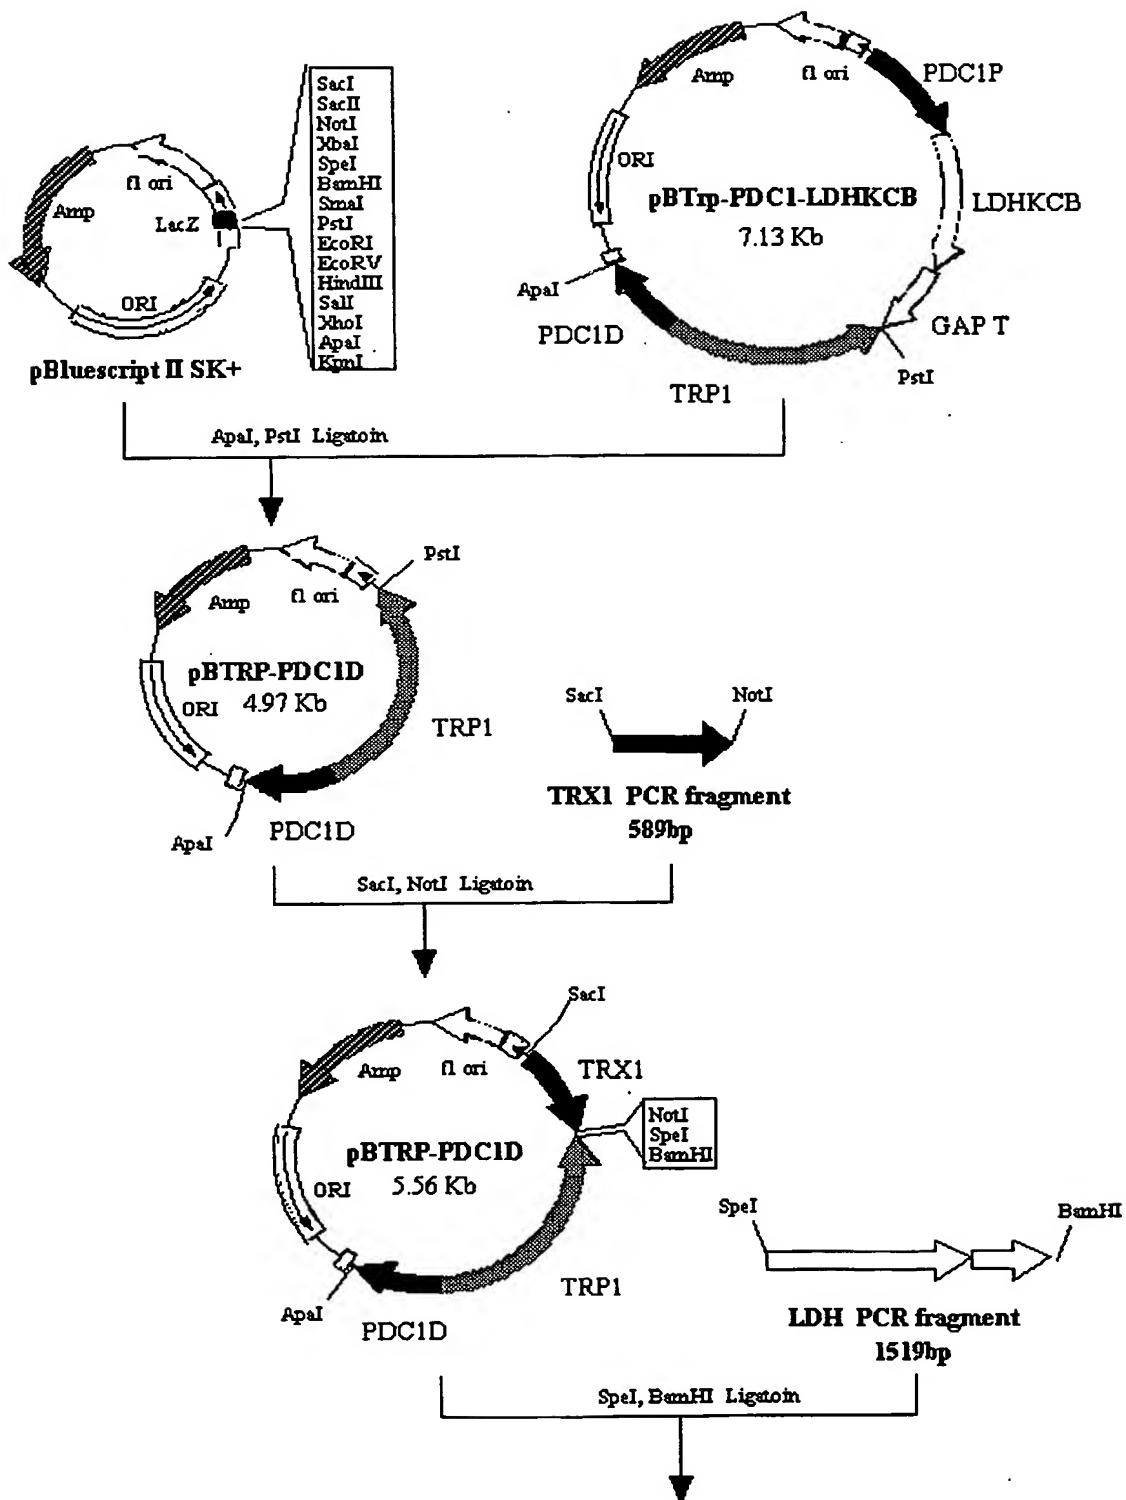 SacI
SacII
NotI
XbaI
SpeI
BamHI
SmaI
PstI
EcoRI
EcoRV
HindIII
SalI
XhoI
ApaI
KpnI
f1 ori
Amp
LacZ
ORI
pBluescript II SK+
Amp
f1 ori
PDC1P
ORI
pBTrp-PDC1-LDHKCB
7.13 Kb
LDHKCB
ApaI
PDC1D
GAP T
PstI
TRP1
ApaI, PstI Ligatoin
PstI
Amp
f1 ori
pBTRP-PDC1D
4.97 Kb
ORI
TRP1
ApaI
PDC1D
SacI
NotI
TRX1 PCR fragment
589bp
SacI, NotI Ligatoin
SacI
Amp
f1 ori
TRX1
NotI
SpeI
BamHI
pBTRP-PDC1D
5.56 Kb
ORI
TRP1
ApaI
PDC1D
SpeI
BamHI
LDH PCR fragment
1519bp
SpeI, BamHI Ligatoin